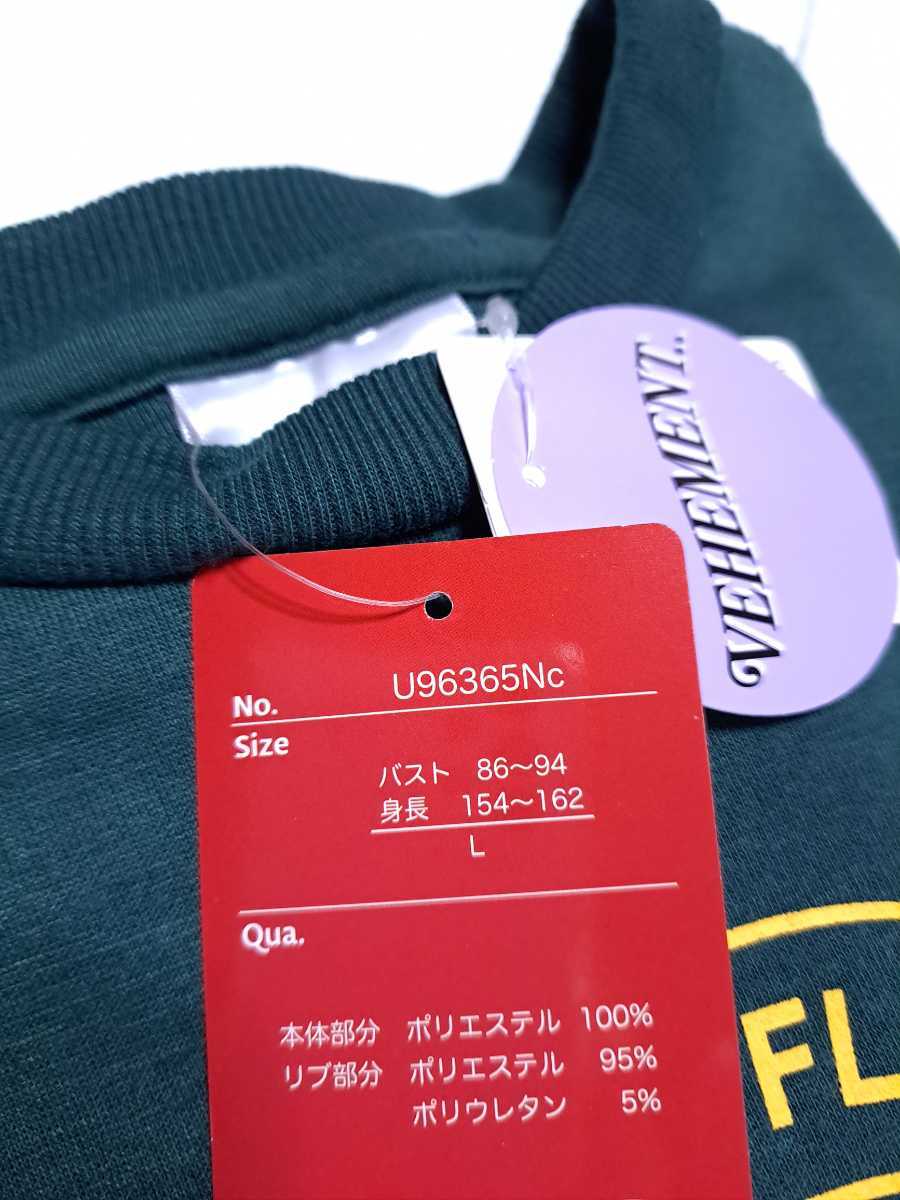 VEHEMENT..
No. U96365Nc
Size
バスト 86〜94
身長 154〜162
L
Qua.
本体部分 ポリエステル 100%
リブ部分 ポリエステル 95%
ポリウレタン 5%
FL